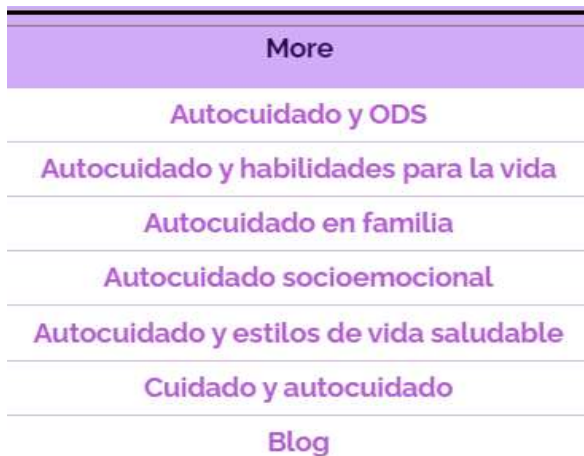 More
Autocuidado y ODS
Autocuidado y habilidades para la vida
Autocuidado en familia
Autocuidado socioemocional
Autocuidado y estilos de vida saludable
Cuidado y autocuidado
Blog